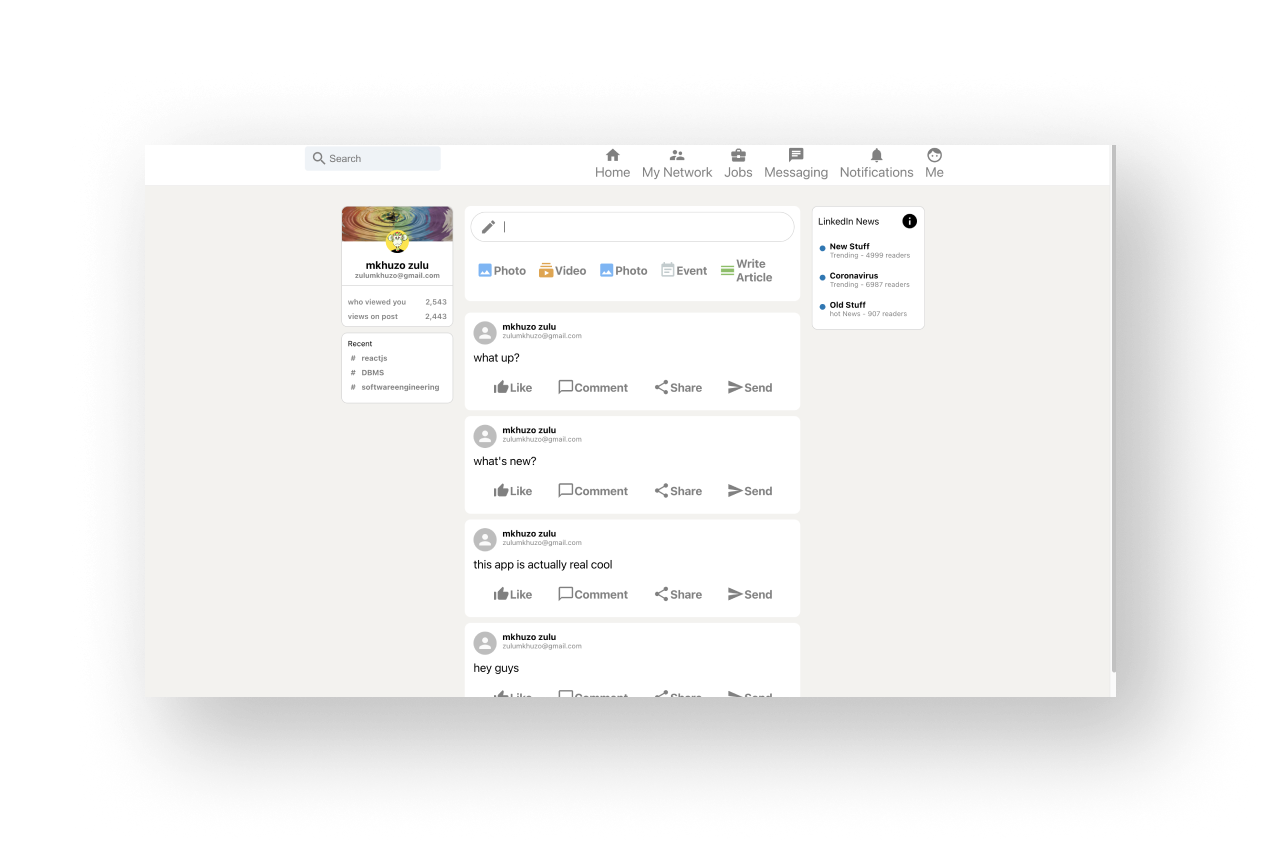 Search
Home My Network Jobs Messaging Notifications Me
mkhuzo zulu
zulumkhuzo@gmail.com
who viewed you 2,543
views on post 2,443
Recent
# reactjs
# DBMS
# softwareengineering
Photo Video Photo Event Write
Article
mkhuzo zulu
zulumkhuzo@gmail.com
what up?
Like Comment Share Send
mkhuzo zulu
zulumkhuzo@gmail.com
what's new?
Like Comment Share Send
mkhuzo zulu
zulumkhuzo@gmail.com
this app is actually real cool
Like Comment Share Send
mkhuzo zulu
zulumkhuzo@gmail.com
hey guys
Like Comment Share Send
LinkedIn News
New Stuff
Trending - 4999 readers
Coronavirus
Trending - 6987 readers
Old Stuff
hot News - 907 readers